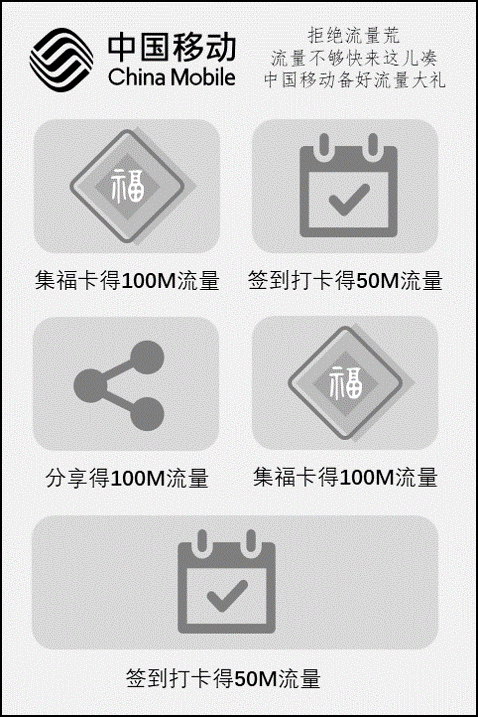 中国移动
China Mobile
拒绝流量荒
流量不够快来这儿凑
中国移动备好流量大礼
福
集福卡得100M流量
签到打卡得50M流量
分享得100M流量
福
集福卡得100M流量
签到打卡得50M流量